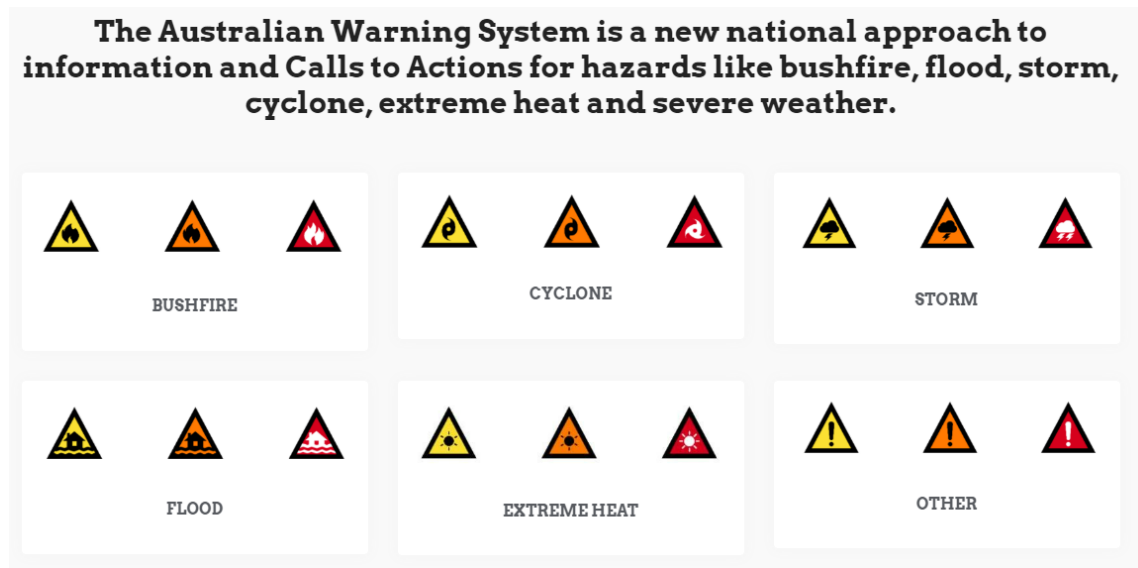 The Australian Warning System is a new national approach to
information and Calls to Actions for hazards like bushfire, flood, storm,
cyclone, extreme heat and severe weather.
BUSHFIRE
CYCLONE
STORM
FLOOD
EXTREME HEAT
OTHER